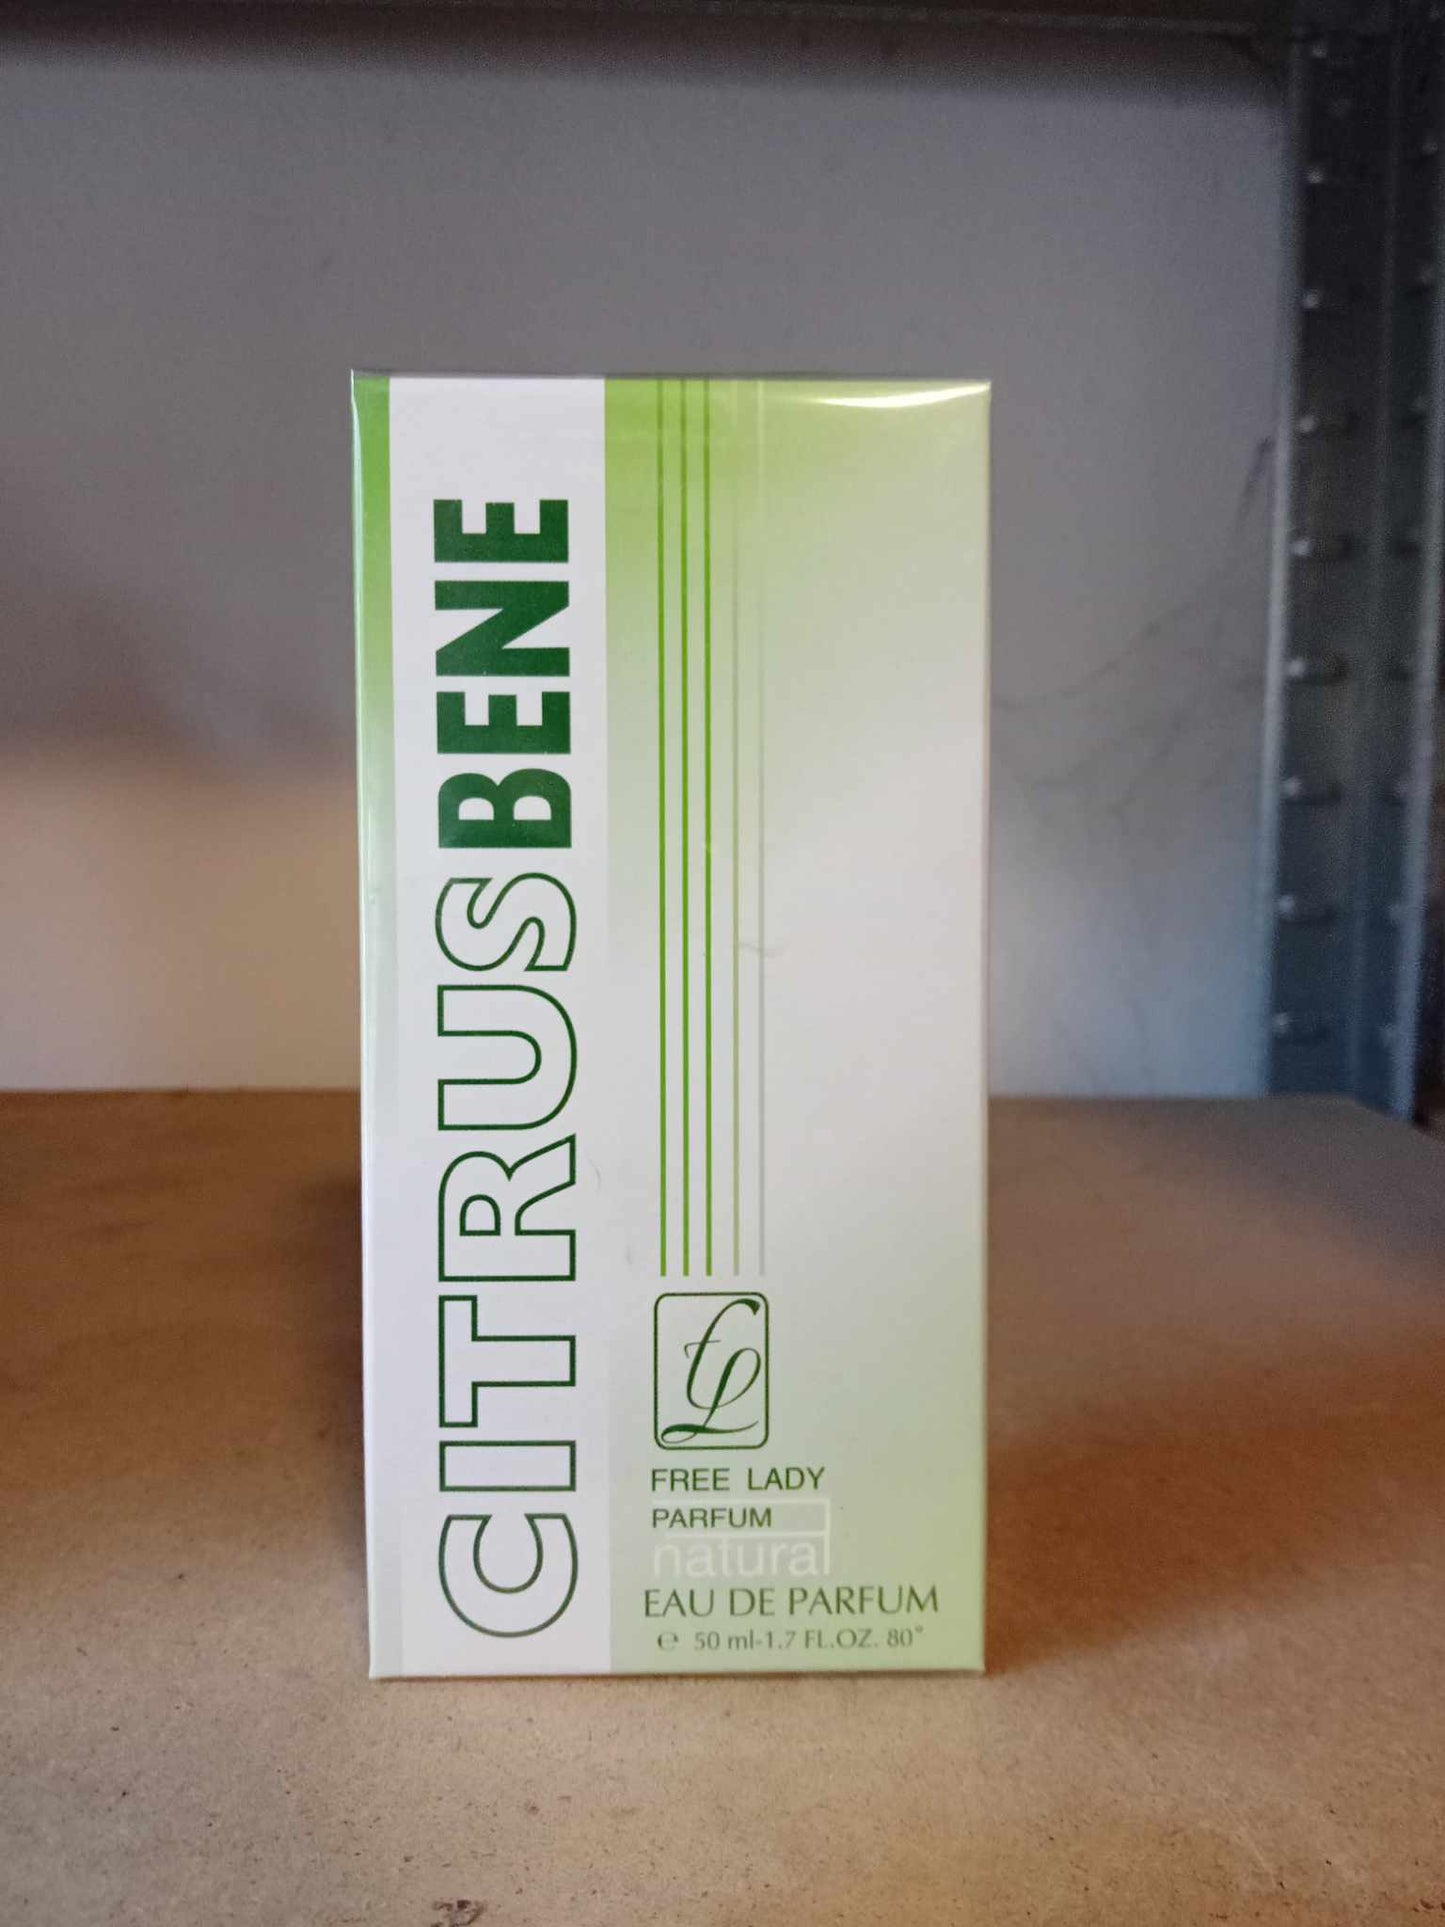 CITRUSBENE
fL
FREE LADY
PARFUM
natural
EAU DE PARFUM
e 50 ml-1.7 FL.OZ. 80°